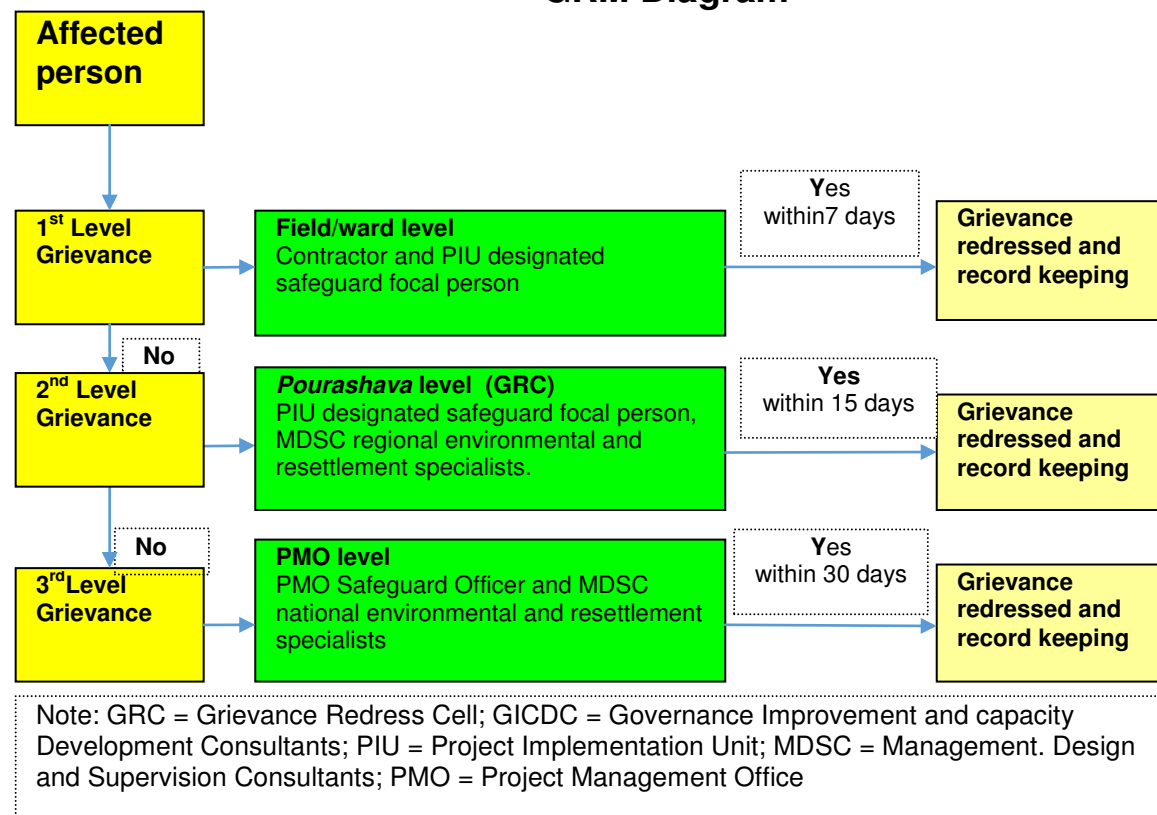 GRM Diagram
Affected
person
1st Level
Grievance
Field/ward level
Contractor and PIU designated
safeguard focal person
Yes
within7 days
Grievance
redressed and
record keeping
No
2nd Level
Grievance
Pourashava level (GRC)
PIU designated safeguard focal person,
MDSC regional environmental and
resettlement specialists.
Yes
within 15 days
Grievance
redressed and
record keeping
No
3rdLevel
Grievance
PMO level
PMO Safeguard Officer and MDSC
national environmental and resettlement
specialists
Yes
within 30 days
Grievance
redressed and
record keeping
Note: GRC = Grievance Redress Cell; GICDC = Governance Improvement and capacity
Development Consultants; PIU = Project Implementation Unit; MDSC = Management. Design
and Supervision Consultants; PMO = Project Management Office